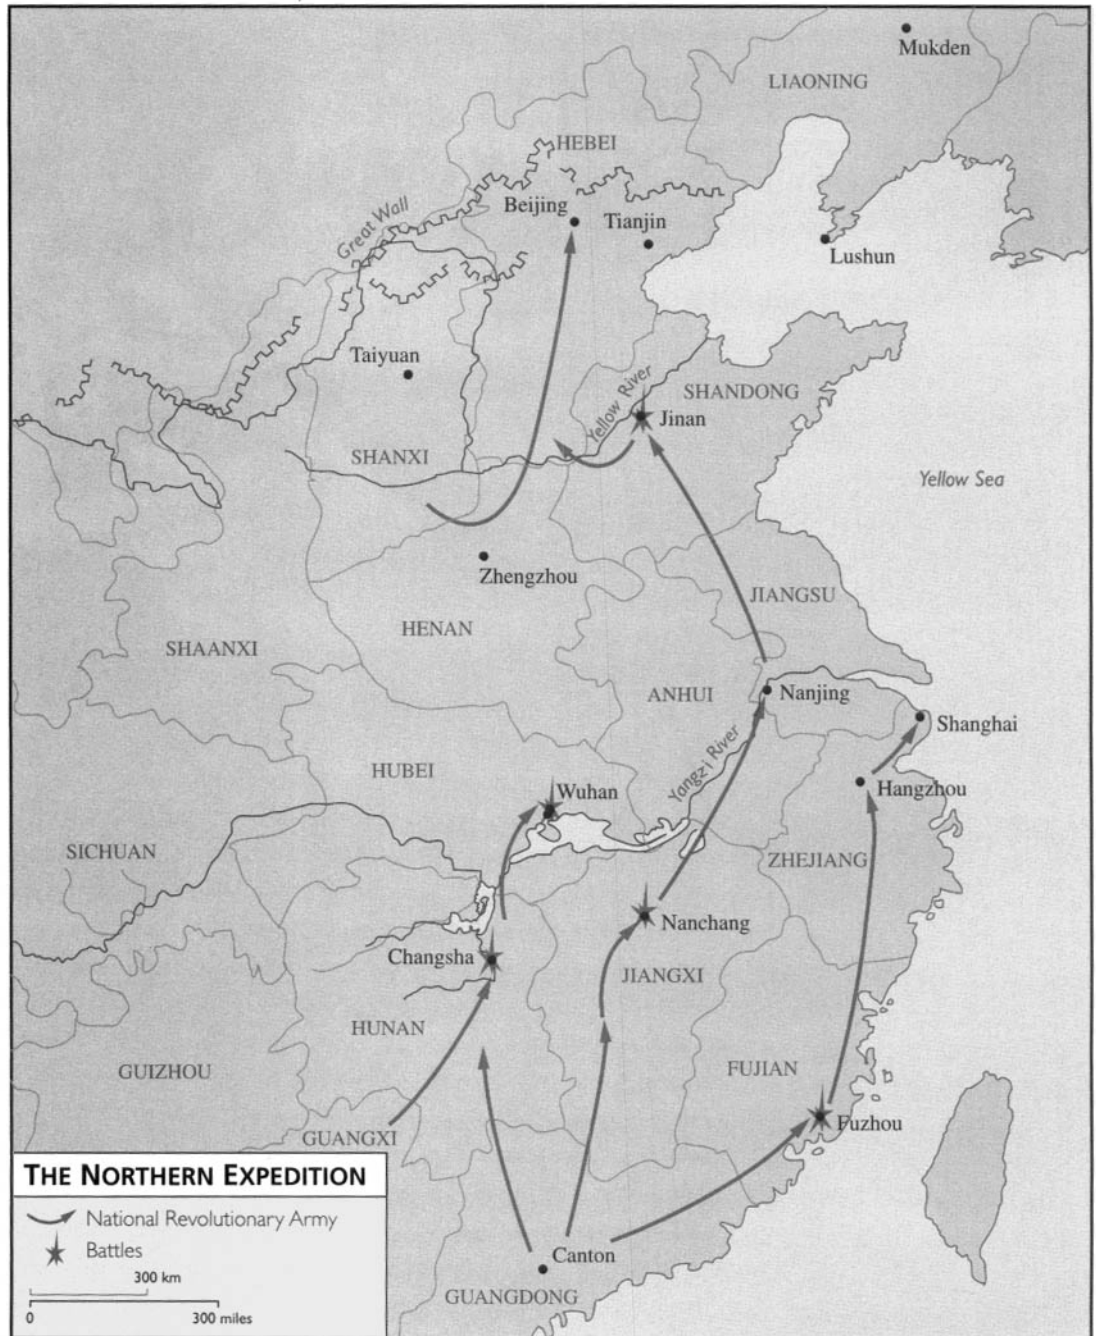 Mukden
LIAONING
HEBEI
Beijing
Tianjin
Great Wall
Lushun
Taiyuan
Yellow River
SHANDONG
Jinan
SHANXI
Yellow Sea
Zhengzhou
JIANGSU
HENAN
SHAANXI
ANHUI
Nanjing
Shanghai
Yangzi River
HUBEI
Wuhan
Hangzhou
SICHUAN
ZHEJIANG
Nanchang
Changsha
JIANGXI
HUNAN
GUIZHOU
FUJIAN
Fuzhou
GUANGXI
THE NORTHERN EXPEDITION
National Revolutionary Army
Battles
300 km
0 300 miles
Canton
GUANGDONG